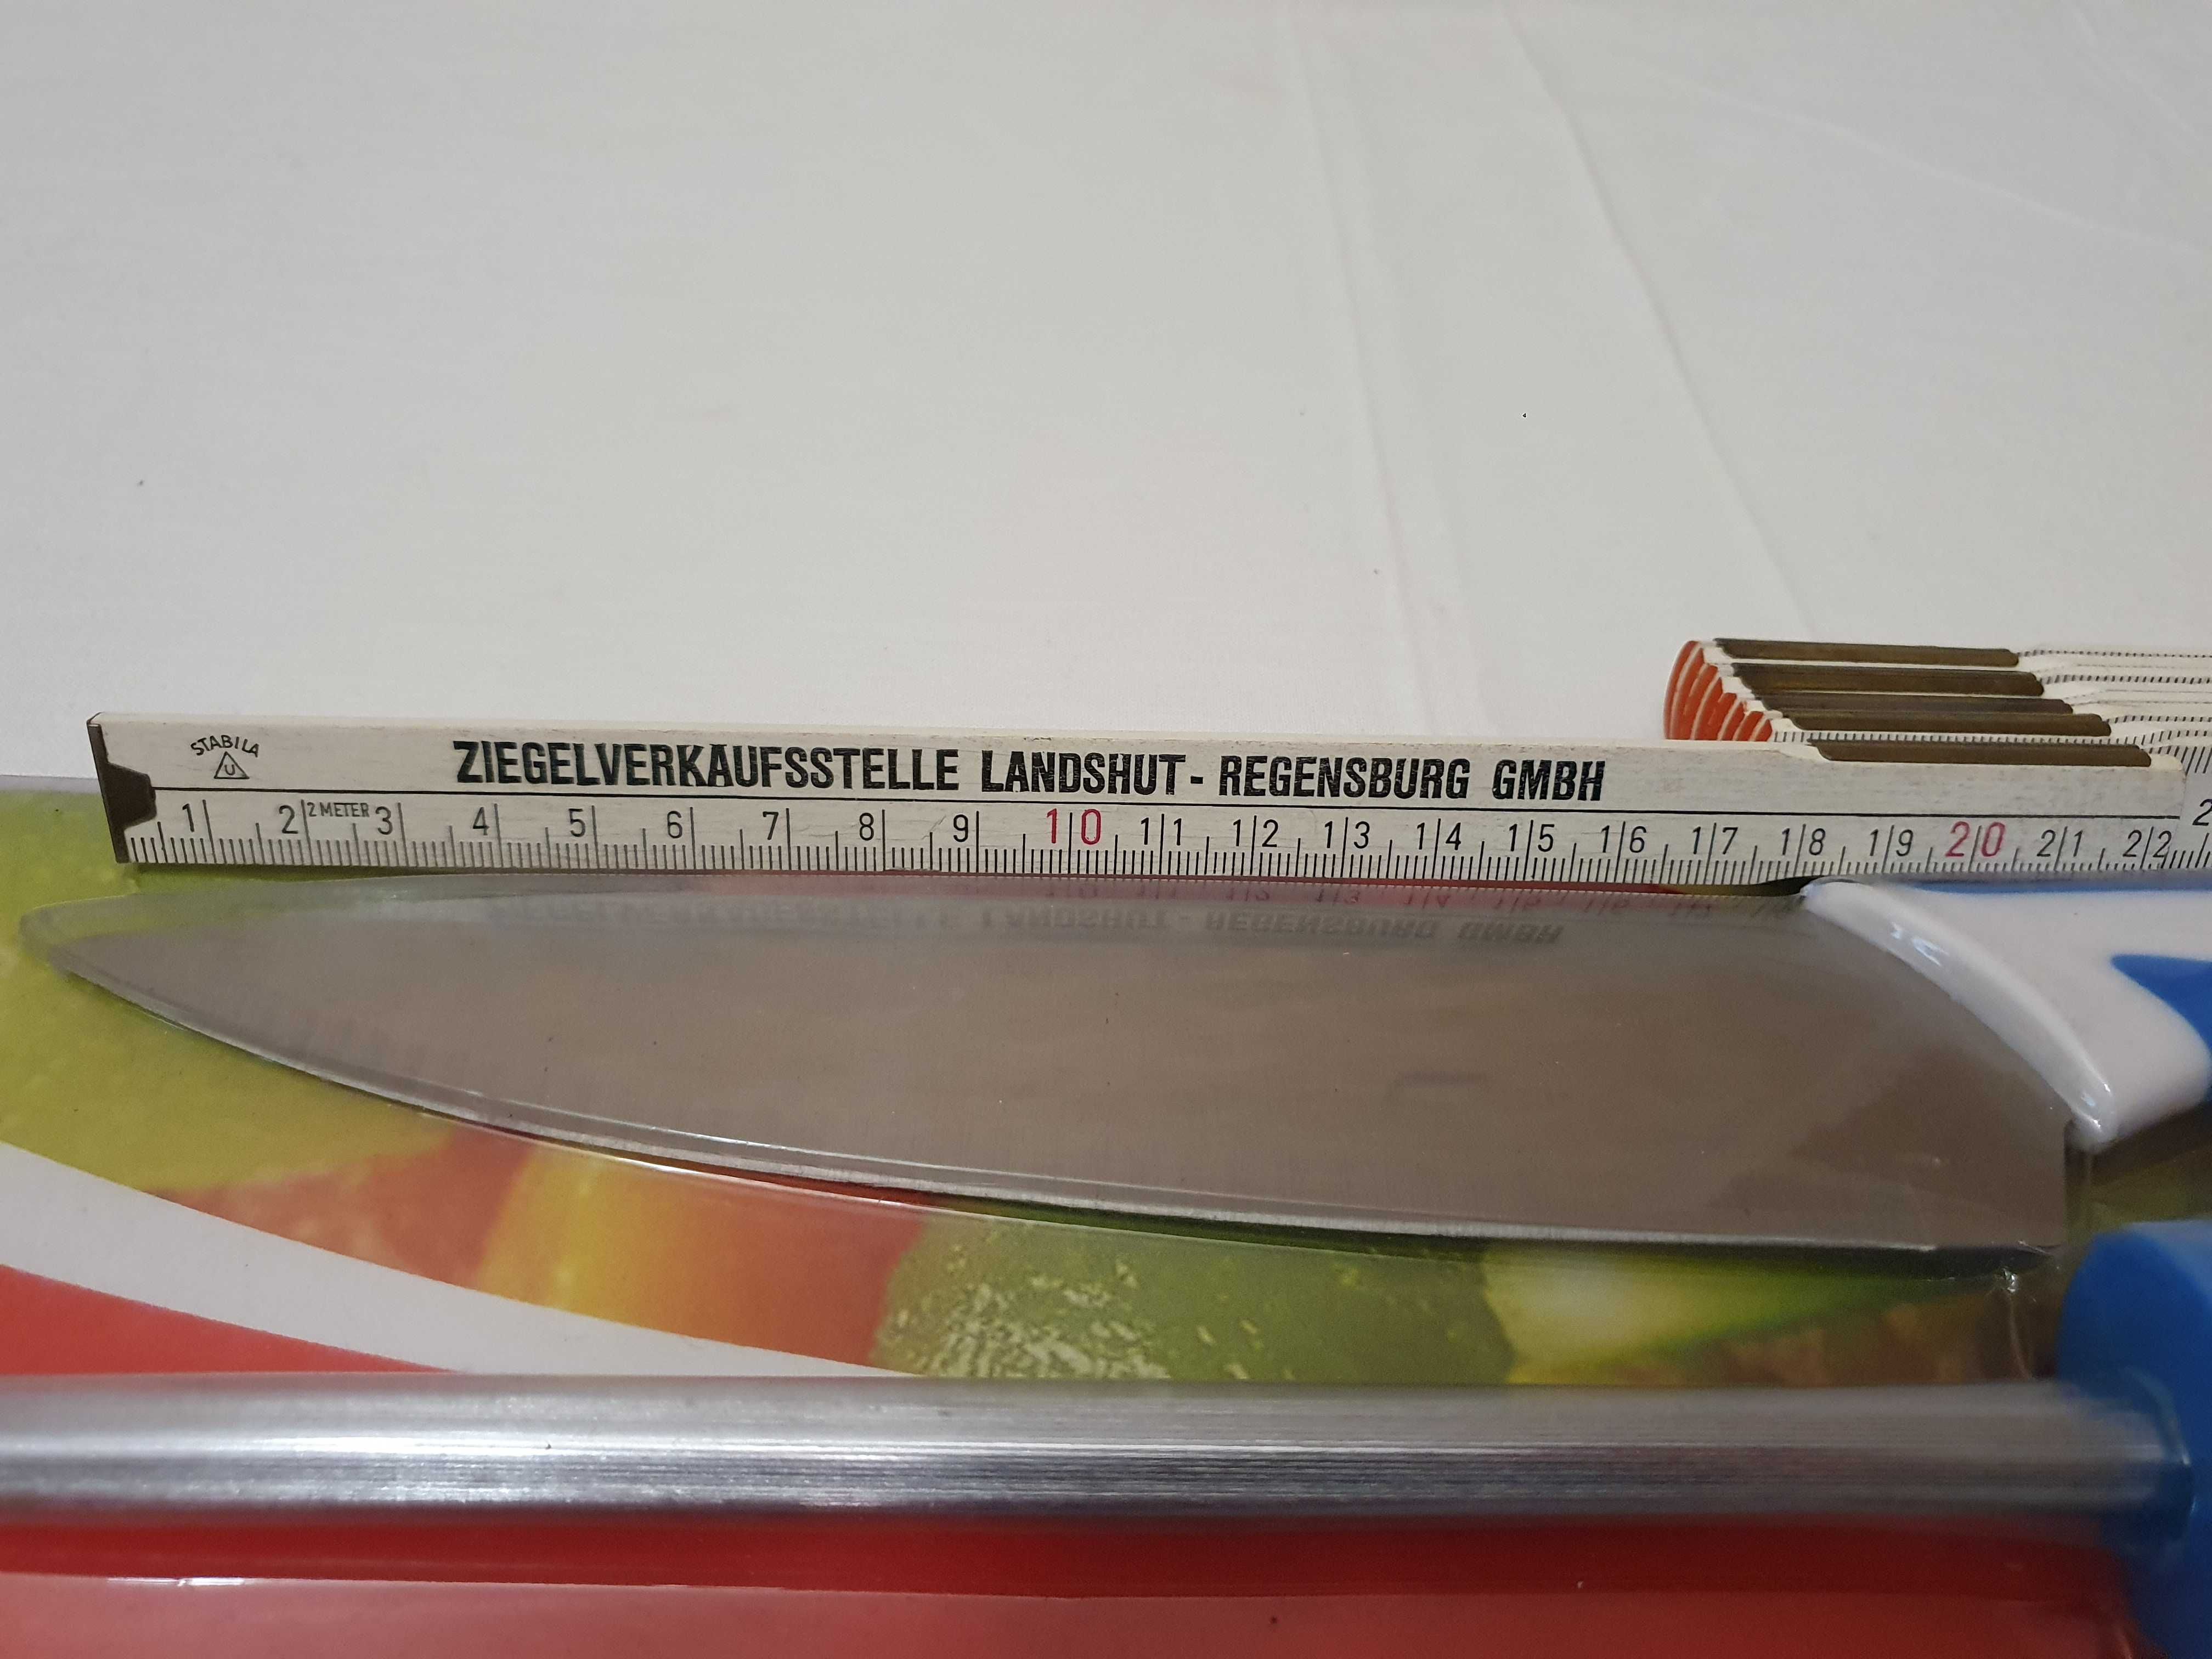 STABILA
U
ZIEGELVERKAUFSSTELLE LANDSHUT - REGENSBURG GMBH
1 2 2 METER 3 4 5 6 7 8 9 10 11 12 13 14 15 16 17 18 19 20 21 22 2